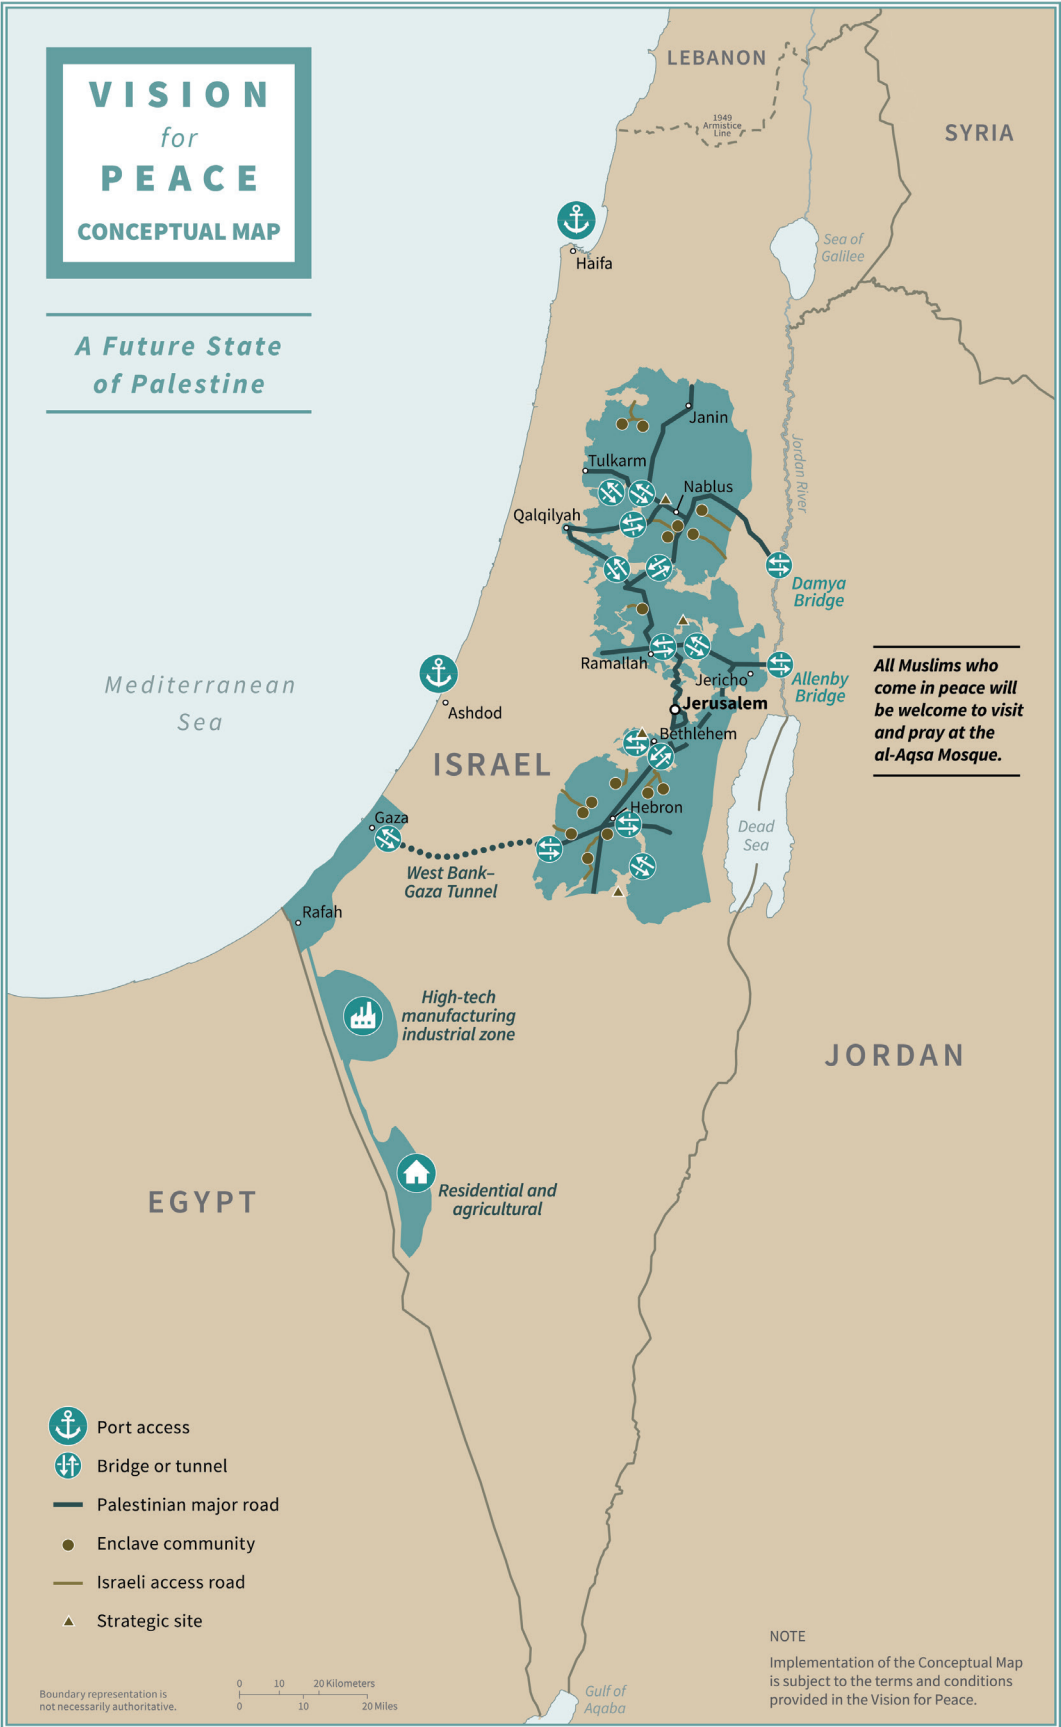 VISION
for
PEACE
CONCEPTUAL MAP
A Future State
of Palestine
LEBANON
1949
Armistice
Line
SYRIA
Haifa
Sea of
Galilee
Jordan River
Janin
Tulkarm
Nablus
Qalqilyah
Damya
Bridge
Ramallah
Jericho
Allenby
Bridge
Jerusalem
Bethlehem
All Muslims who
come in peace will
be welcome to visit
and pray at the
al-Aqsa Mosque.
Mediterranean
Sea
Ashdod
ISRAEL
Hebron
Gaza
Dead
Sea
West Bank–
Gaza Tunnel
Rafah
High-tech
manufacturing
industrial zone
JORDAN
EGYPT
Residential and
agricultural
Port access
Bridge or tunnel
Palestinian major road
Enclave community
Israeli access road
Strategic site
Boundary representation is
not necessarily authoritative.
0 10 20 Kilometers
0 10 20 Miles
Gulf of
Aqaba
NOTE
Implementation of the Conceptual Map
is subject to the terms and conditions
provided in the Vision for Peace.